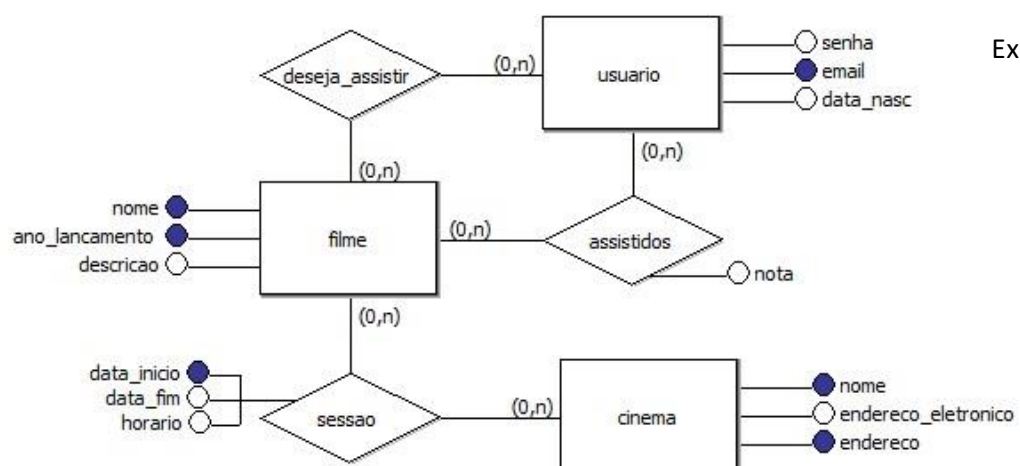 senha
Ex
(0,n)
deseja_assistir
usuario
email
data_nasc
(0,n)
(0,n)
nome
ano_lancamento
filme
(0,n)
assistidos
descricao
nota
(0,n)
data_inicio
data_fim
horario
sessao
(0,n)
cinema
nome
endereco_eletronico
endereco